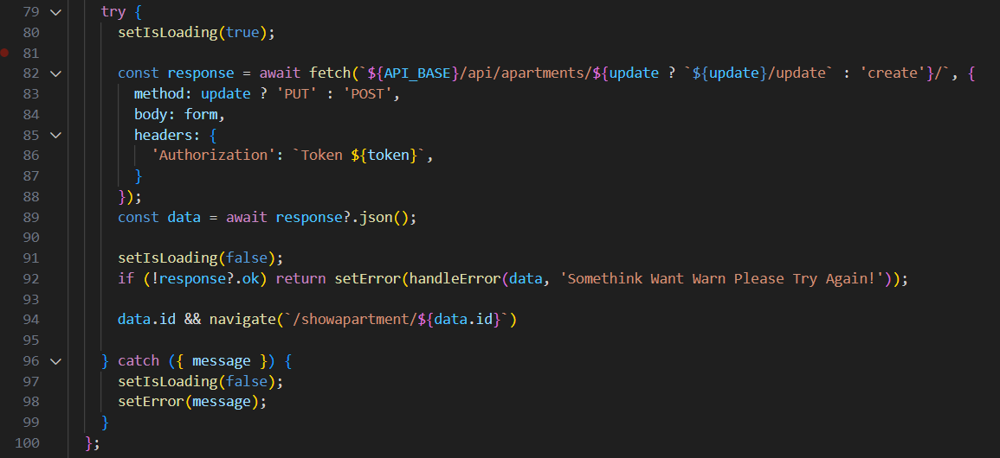 79 try {
80 setIsLoading(true);
81
82 const response = await fetch(`${API_BASE}/api/apartments/${update ? `${update}/update` : 'create'}/`, {
83 method: update ? 'PUT' : 'POST',
84 body: form,
85 headers: {
86 'Authorization': `Token ${token}`,
87 }
88 });
89 const data = await response?.json();
90
91 setIsLoading(false);
92 if (!response?.ok) return setError(handleError(data, 'Somethink Want Warn Please Try Again!'));
93
94 data.id && navigate(`/showapartment/${data.id}`)
95
96 } catch ({ message }) {
97 setIsLoading(false);
98 setError(message);
99 }
100 };